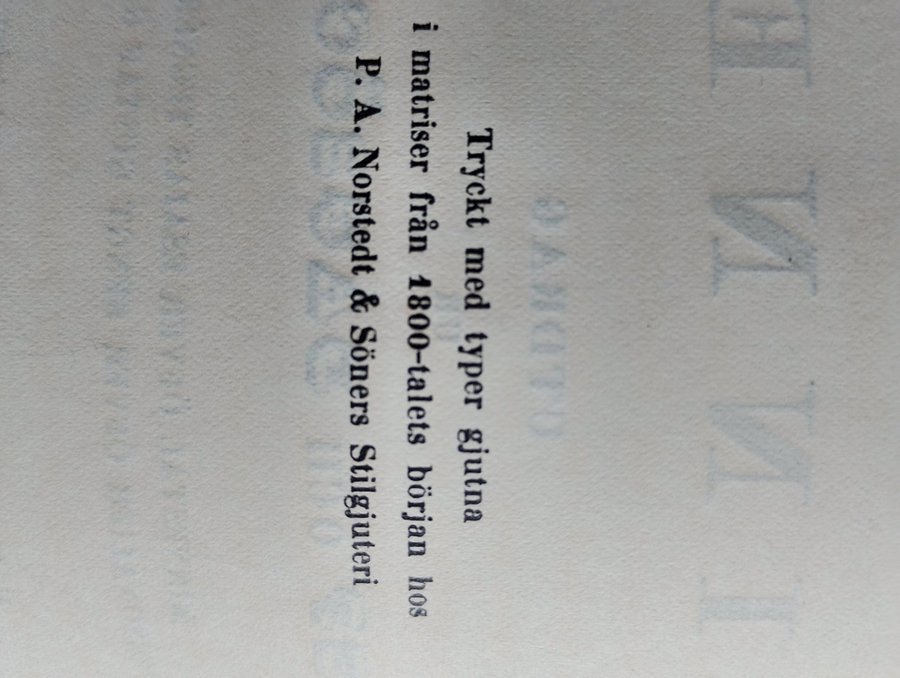 Tryckt med typer gjutna
i matriser från 1800-talets början hos
P. A. Norstedt & Söners Stilgjuteri